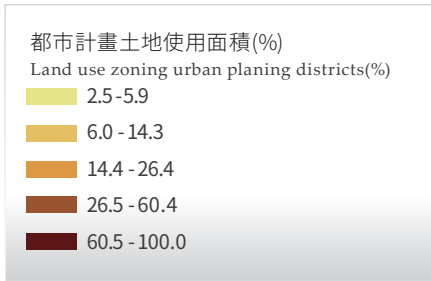 都市計畫土地使用面積(%)
Land use zoning urban planing districts(%)
2.5-5.9
6.0-14.3
14.4-26.4
26.5-60.4
60.5-100.0